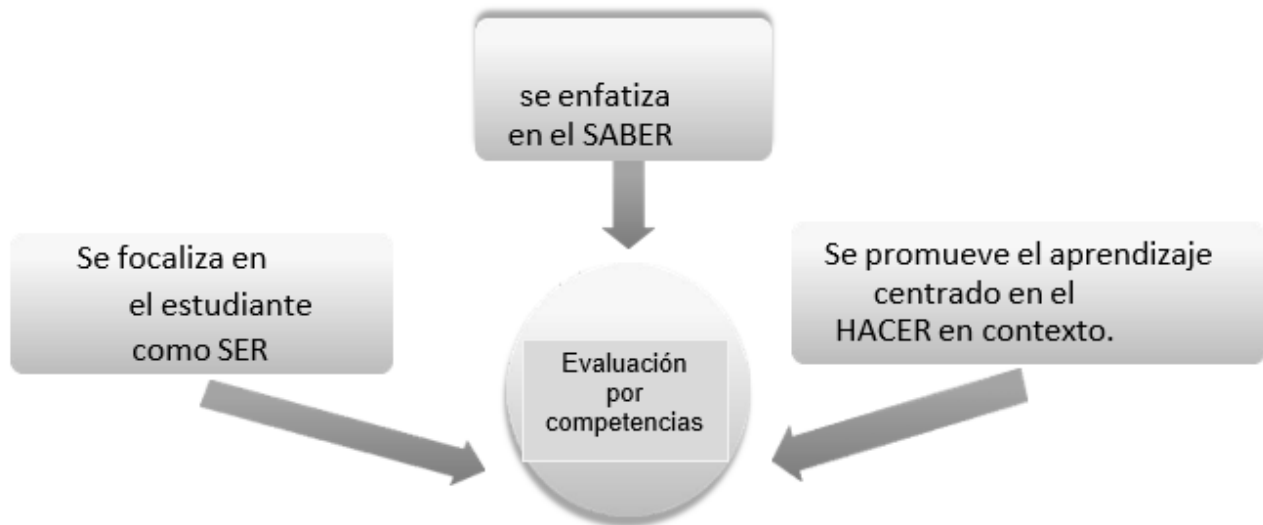 se enfatiza
en el SABER
Se focaliza en
el estudiante
como SER
Se promueve el aprendizaje
centrado en el
HACER en contexto.
Evaluación
por
competencias